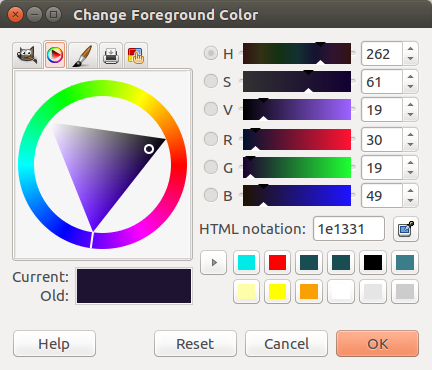 Change Foreground Color
H 262
S 61
V 19
R 30
G 19
B 49
HTML notation: 1e1331
Current:
Old:
Help Reset Cancel OK